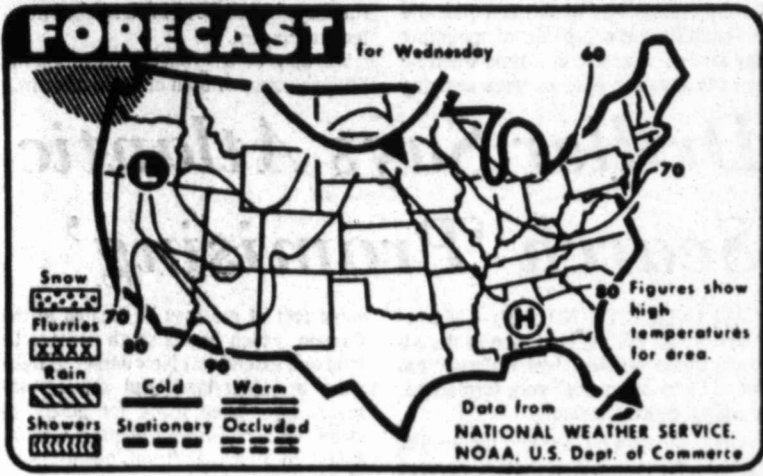 FORECAST
for Wednesday
60
70
L
Snow
Flurries
Rain
Showers
70
80
90
80
H
Figures show
high
temperatures
for area.
Cold Warm
Stationary Occluded
Data from
NATIONAL WEATHER SERVICE.
NOAA, U.S. Dept. of Commerce